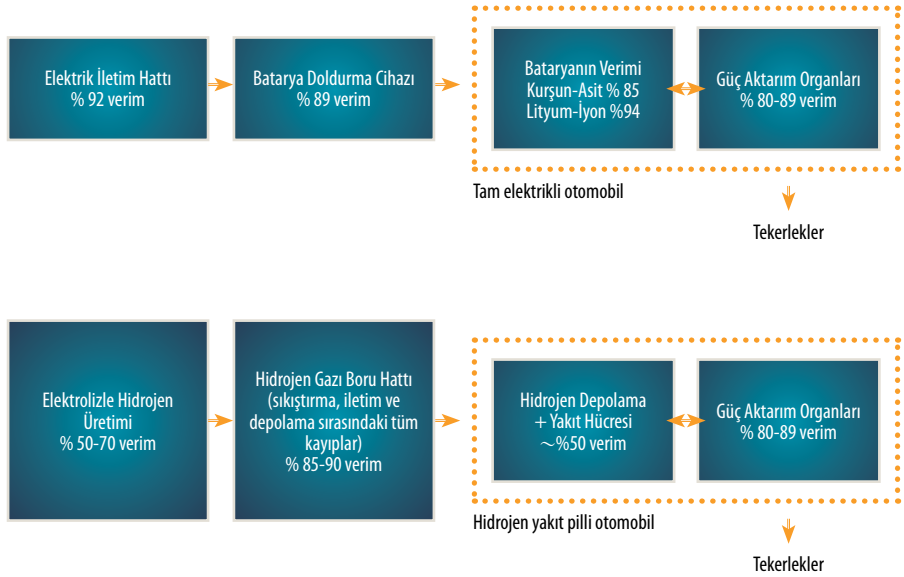 Elektrik İletim Hattı
% 92 verim
Batarya Doldurma Cihazı
% 89 verim
Bataryanın Verimi
Kurşun-Asit % 85
Lityum-İyon %94
Güç Aktarım Organları
% 80-89 verim
Tam elektrikli otomobil
Tekerlekler
Elektrolizle Hidrojen
Üretimi
% 50-70 verim
Hidrojen Gazı Boru Hattı
(sıkıştırma, iletim ve
depolama sırasındaki tüm
kayıplar)
% 85-90 verim
Hidrojen Depolama
+ Yakıt Hücresi
~%50 verim
Güç Aktarım Organları
% 80-89 verim
Hidrojen yakıt pilli otomobil
Tekerlekler